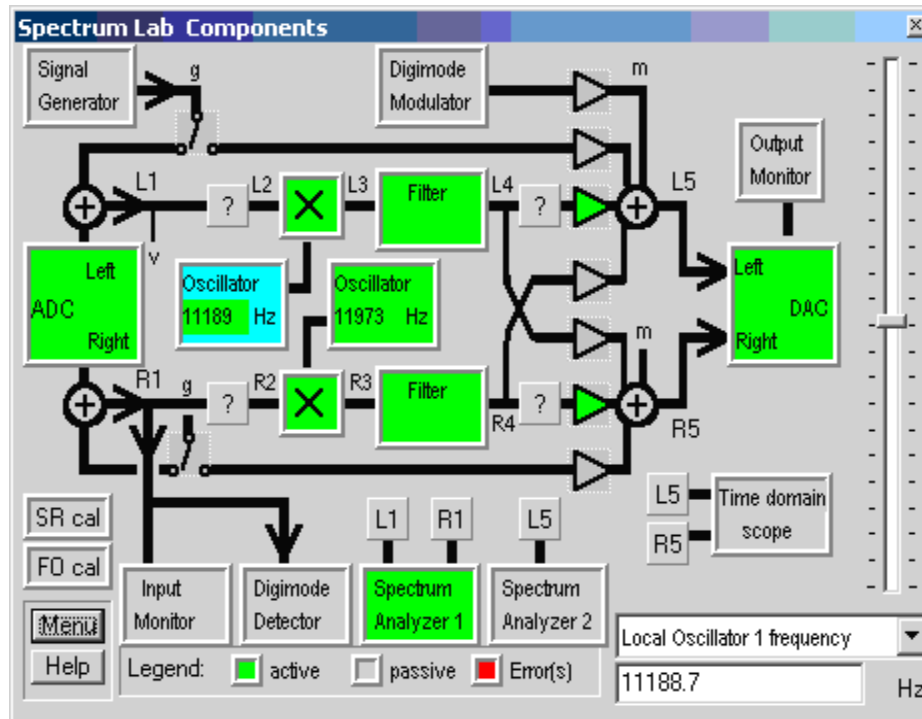 Spectrum Lab Components
Signal
Generator
g
Digimode
Modulator
m
Output
Monitor
L1
?
L2
L3
Filter
L4
?
L5
v
ADC
Left
Right
Oscillator
11189 Hz
Oscillator
11973 Hz
Left
DAC
Right
R1
g
?
R2
R3
Filter
R4
?
m
R5
SR cal
FO cal
L1
R1
L5
L5
R5
Time domain
scope
Input
Monitor
Digimode
Detector
Spectrum
Analyzer 1
Spectrum
Analyzer 2
Menu
Help
Legend:
active
passive
Error(s)
Local Oscillator 1 frequency
11188.7
Hz